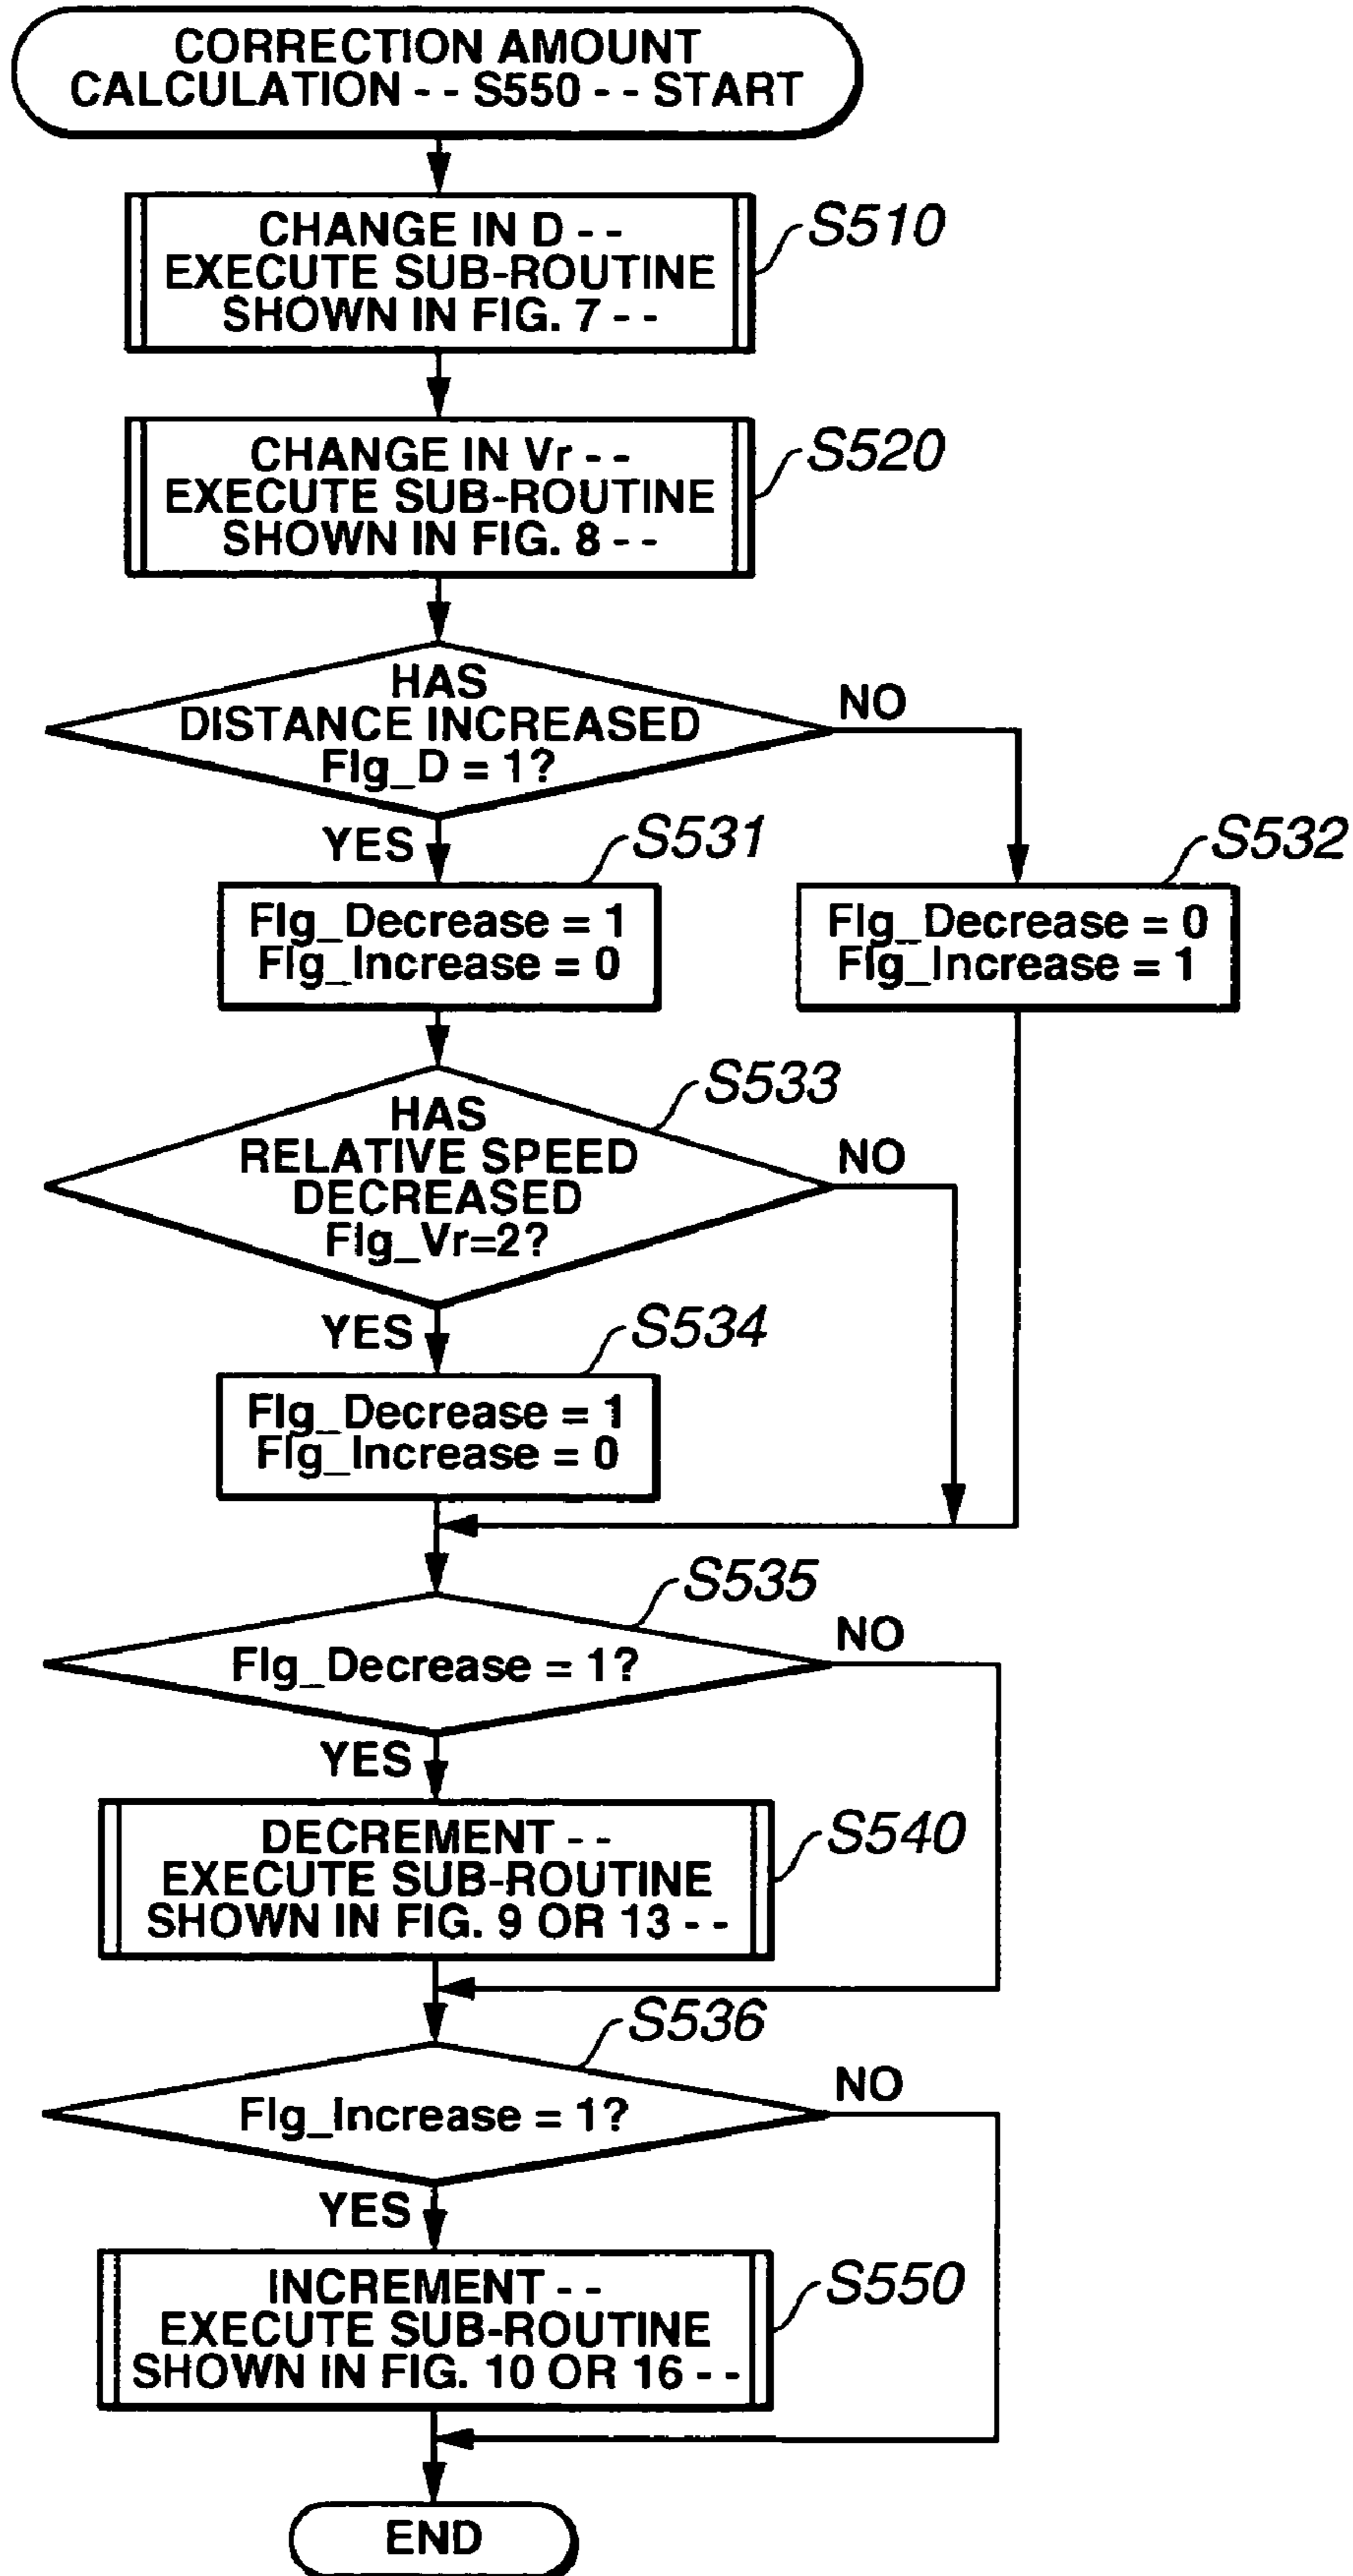 CORRECTION AMOUNT
CALCULATION - - S550 - - START
CHANGE IN D - -
EXECUTE SUB-ROUTINE
SHOWN IN FIG. 7 - -
S510
CHANGE IN Vr - -
EXECUTE SUB-ROUTINE
SHOWN IN FIG. 8 - -
S520
HAS
DISTANCE INCREASED
Flg_D = 1?
NO
YES
S531
Flg_Decrease = 1
Flg_Increase = 0
S532
Flg_Decrease = 0
Flg_Increase = 1
S533
HAS
RELATIVE SPEED
DECREASED
Flg_Vr=2?
NO
YES
S534
Flg_Decrease = 1
Flg_Increase = 0
S535
Flg_Decrease = 1?
NO
YES
DECREMENT - -
EXECUTE SUB-ROUTINE
SHOWN IN FIG. 9 OR 13 - -
S540
S536
Flg_Increase = 1?
NO
YES
INCREMENT - -
EXECUTE SUB-ROUTINE
SHOWN IN FIG. 10 OR 16 - -
S550
END